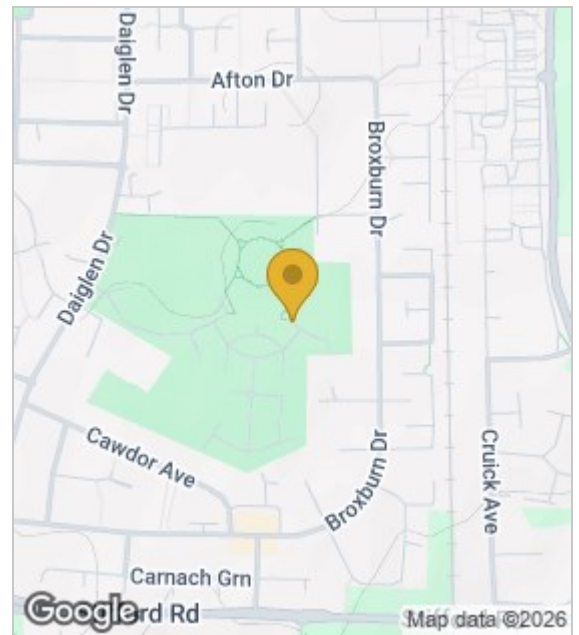 Daiglen Dr
Afton Dr
Broxburn Dr
Daiglen Dr
Cruick Ave
Cawdor Ave
Broxburn Dr
Carnach Grn
Google
Rd
Map data ©2026